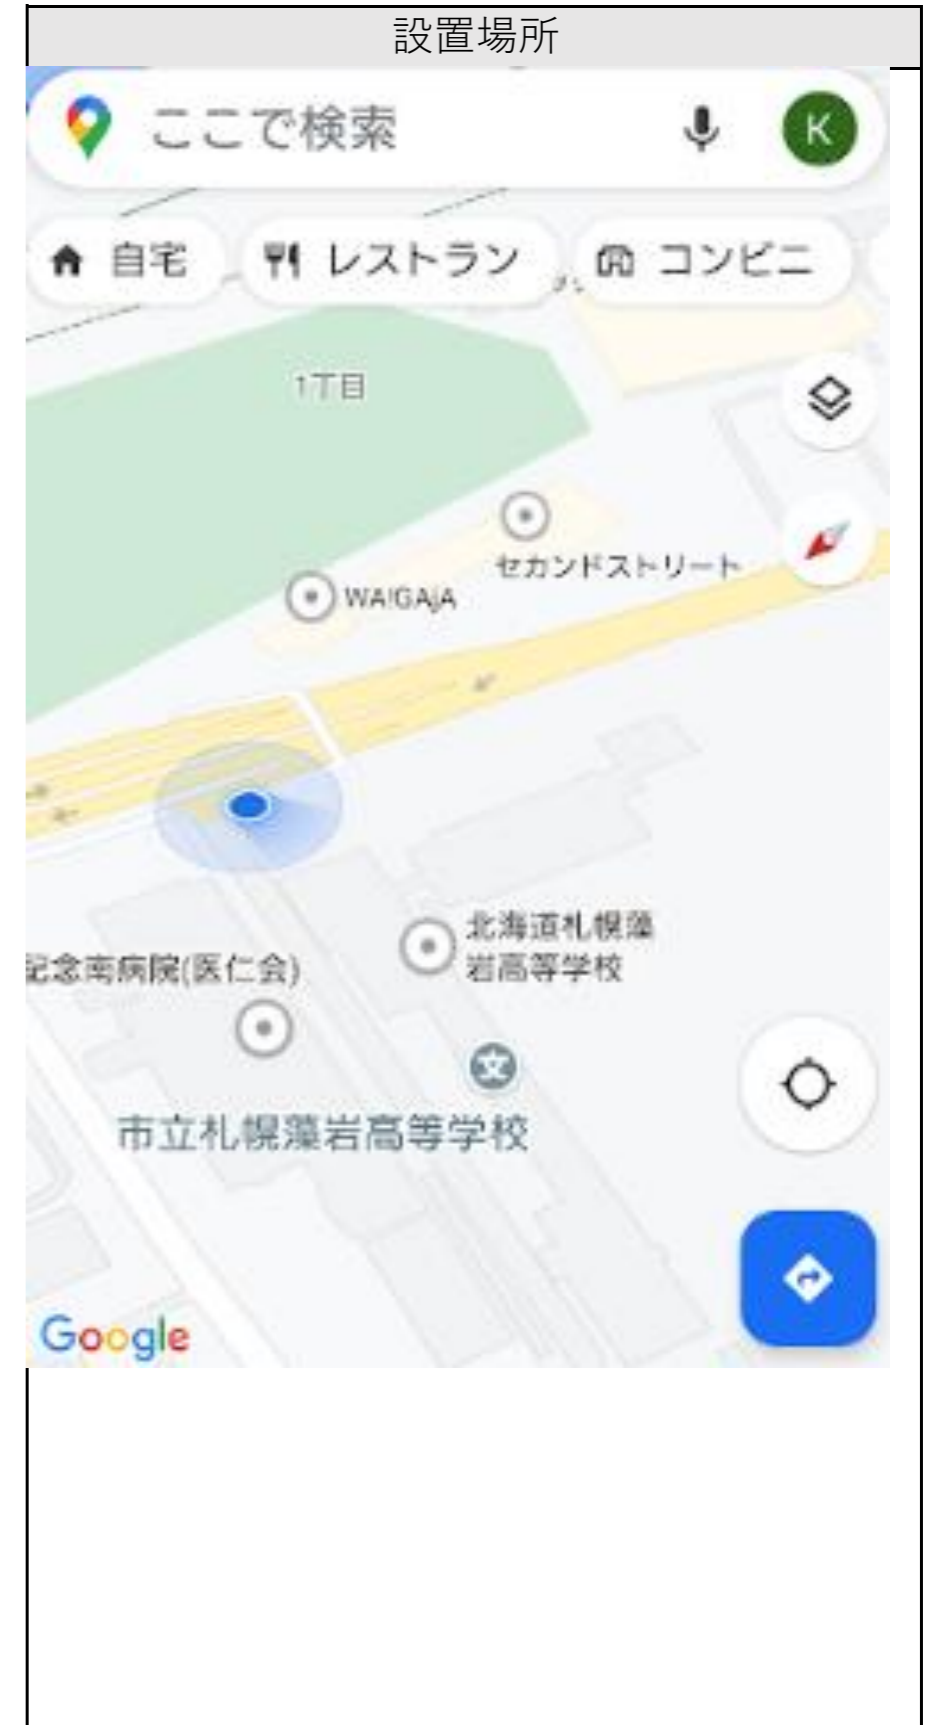 設置場所
ここで検索
K
自宅
レストラン
コンビニ
1丁目
セカンドストリート
WA!GAjA
北海道札幌藻
岩高等学校
記念南病院(医仁会)
文
市立札幌藻岩高等学校
Google